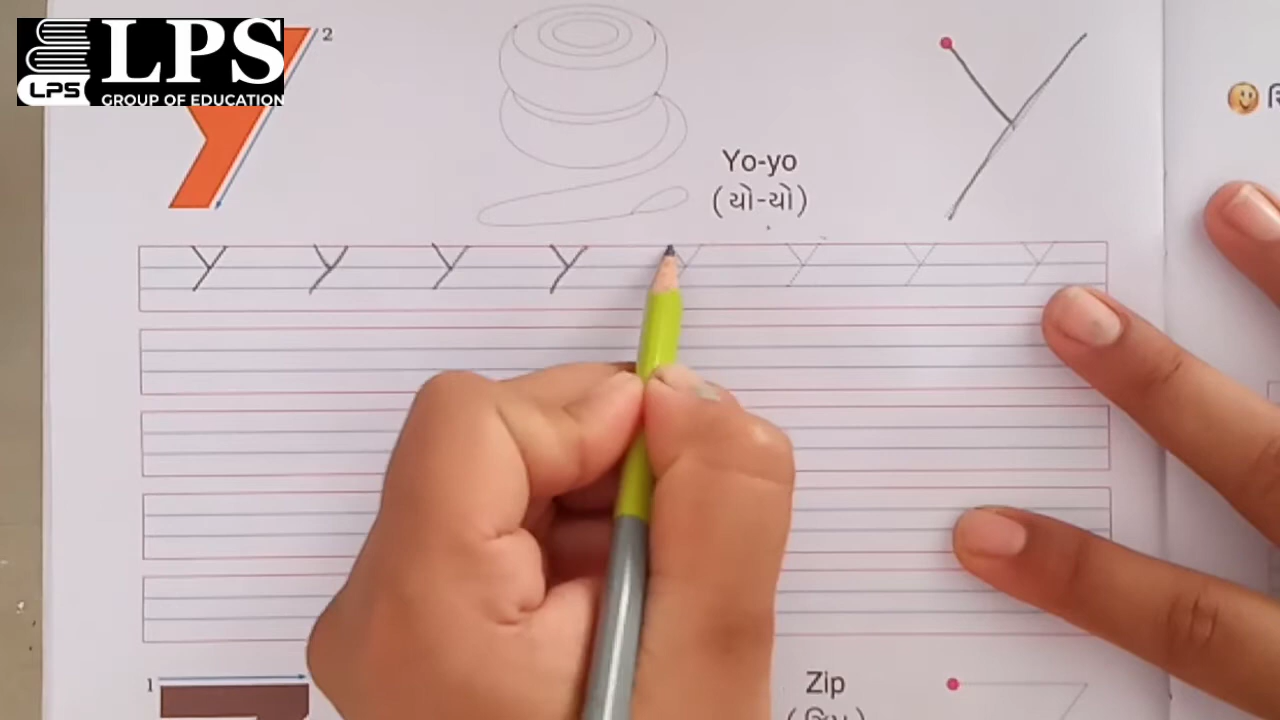 LPS
LPS
GROUP OF EDUCATION
2
Yo-yo
(યો-યો)
y y y y y y y y
1
Zip